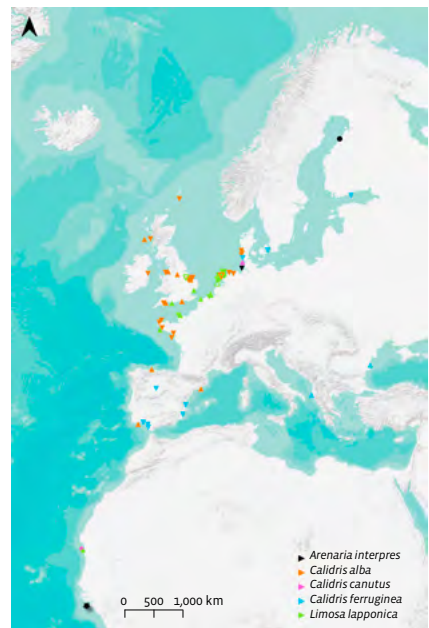 Arenaria interpres
Calidris alba
Calidris canutus
Calidris ferruginea
Limosa lapponica
0 500 1,000 km